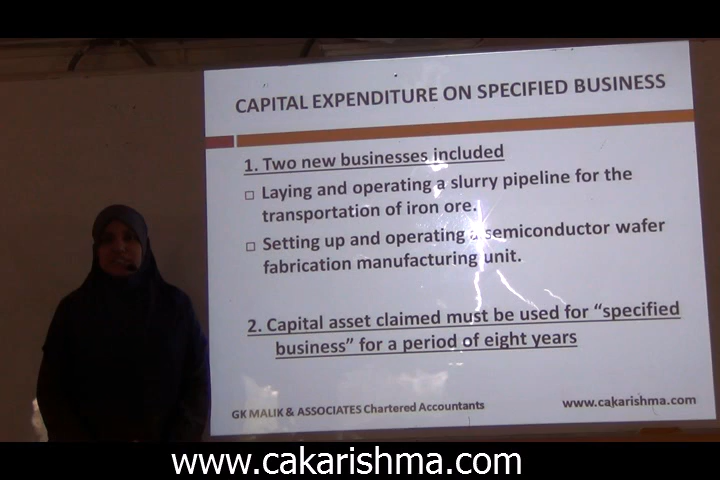 CAPITAL EXPENDITURE ON SPECIFIED BUSINESS
1. Two new businesses included
□ Laying and operating a slurry pipeline for the
transportation of iron ore.
□ Setting up and operating a semiconductor wafer
fabrication manufacturing unit.
2. Capital asset claimed must be used for “specified
business” for a period of eight years
GK MALIK & ASSOCIATES Chartered Accountants
www.cakarishma.com
www.cakarishma.com